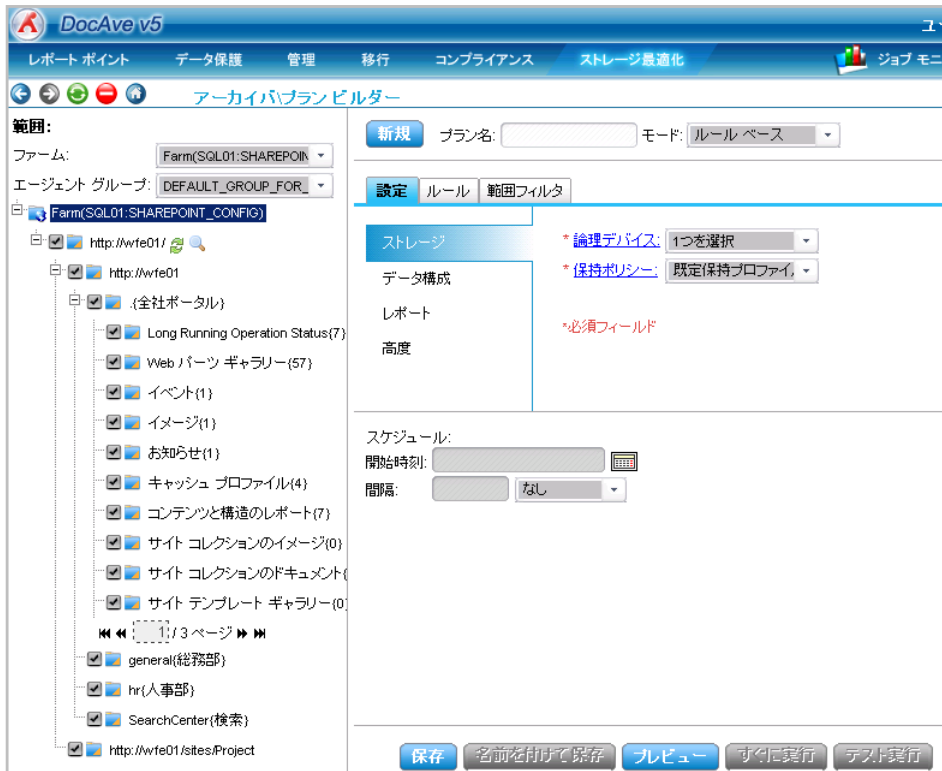 DocAve v5
レポート ポイント データ保護 管理 移行 コンプライアンス ストレージ最適化 ジョブ モニ
アーカイバ\プラン ビルダー
範囲:
ファーム: Farm(SQL01:SHAREPOIN
エージェント グループ: DEFAULT_GROUP_FOR_
Farm(SQL01:SHAREPOINT_CONFIG)
http://wfe01/
http://wfe01
.{全社ポータル}
Long Running Operation Status{7}
Web パーツ ギャラリー{57}
イベント{1}
イメージ{1}
お知らせ{1}
キャッシュ プロファイル{4}
コンテンツと構造のレポート{7}
サイト コレクションのイメージ{0}
サイト コレクションのドキュメント{
サイト テンプレート ギャラリー{0}
1 / 3 ページ
general{総務部}
hr{人事部}
SearchCenter{検索}
http://wfe01/sites/Project
新規 プラン名: モード: ルール ベース
設定 ルール 範囲フィルタ
ストレージ
データ構成
レポート
高度
* 論理デバイス: 1つを選択
* 保持ポリシー: 既定保持プロファイ
*必須フィールド
スケジュール:
開始時刻:
間隔: なし
保存 名前を付けて保存 プレビュー すぐに実行 テスト実行